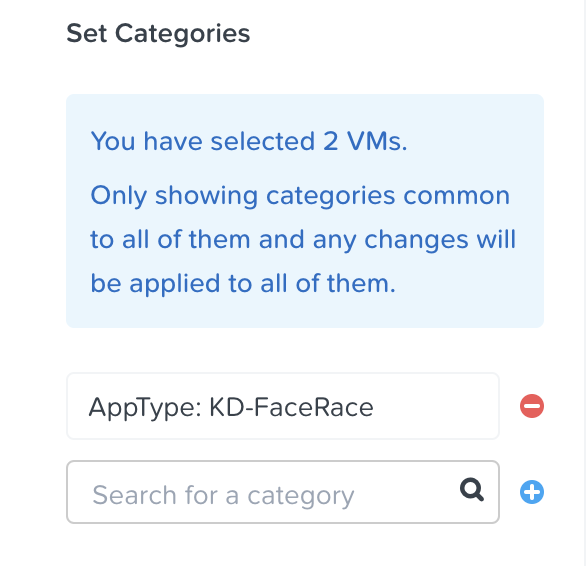 Set Categories
You have selected 2 VMs.
Only showing categories common
to all of them and any changes will
be applied to all of them.
AppType: KD-FaceRace
Search for a category